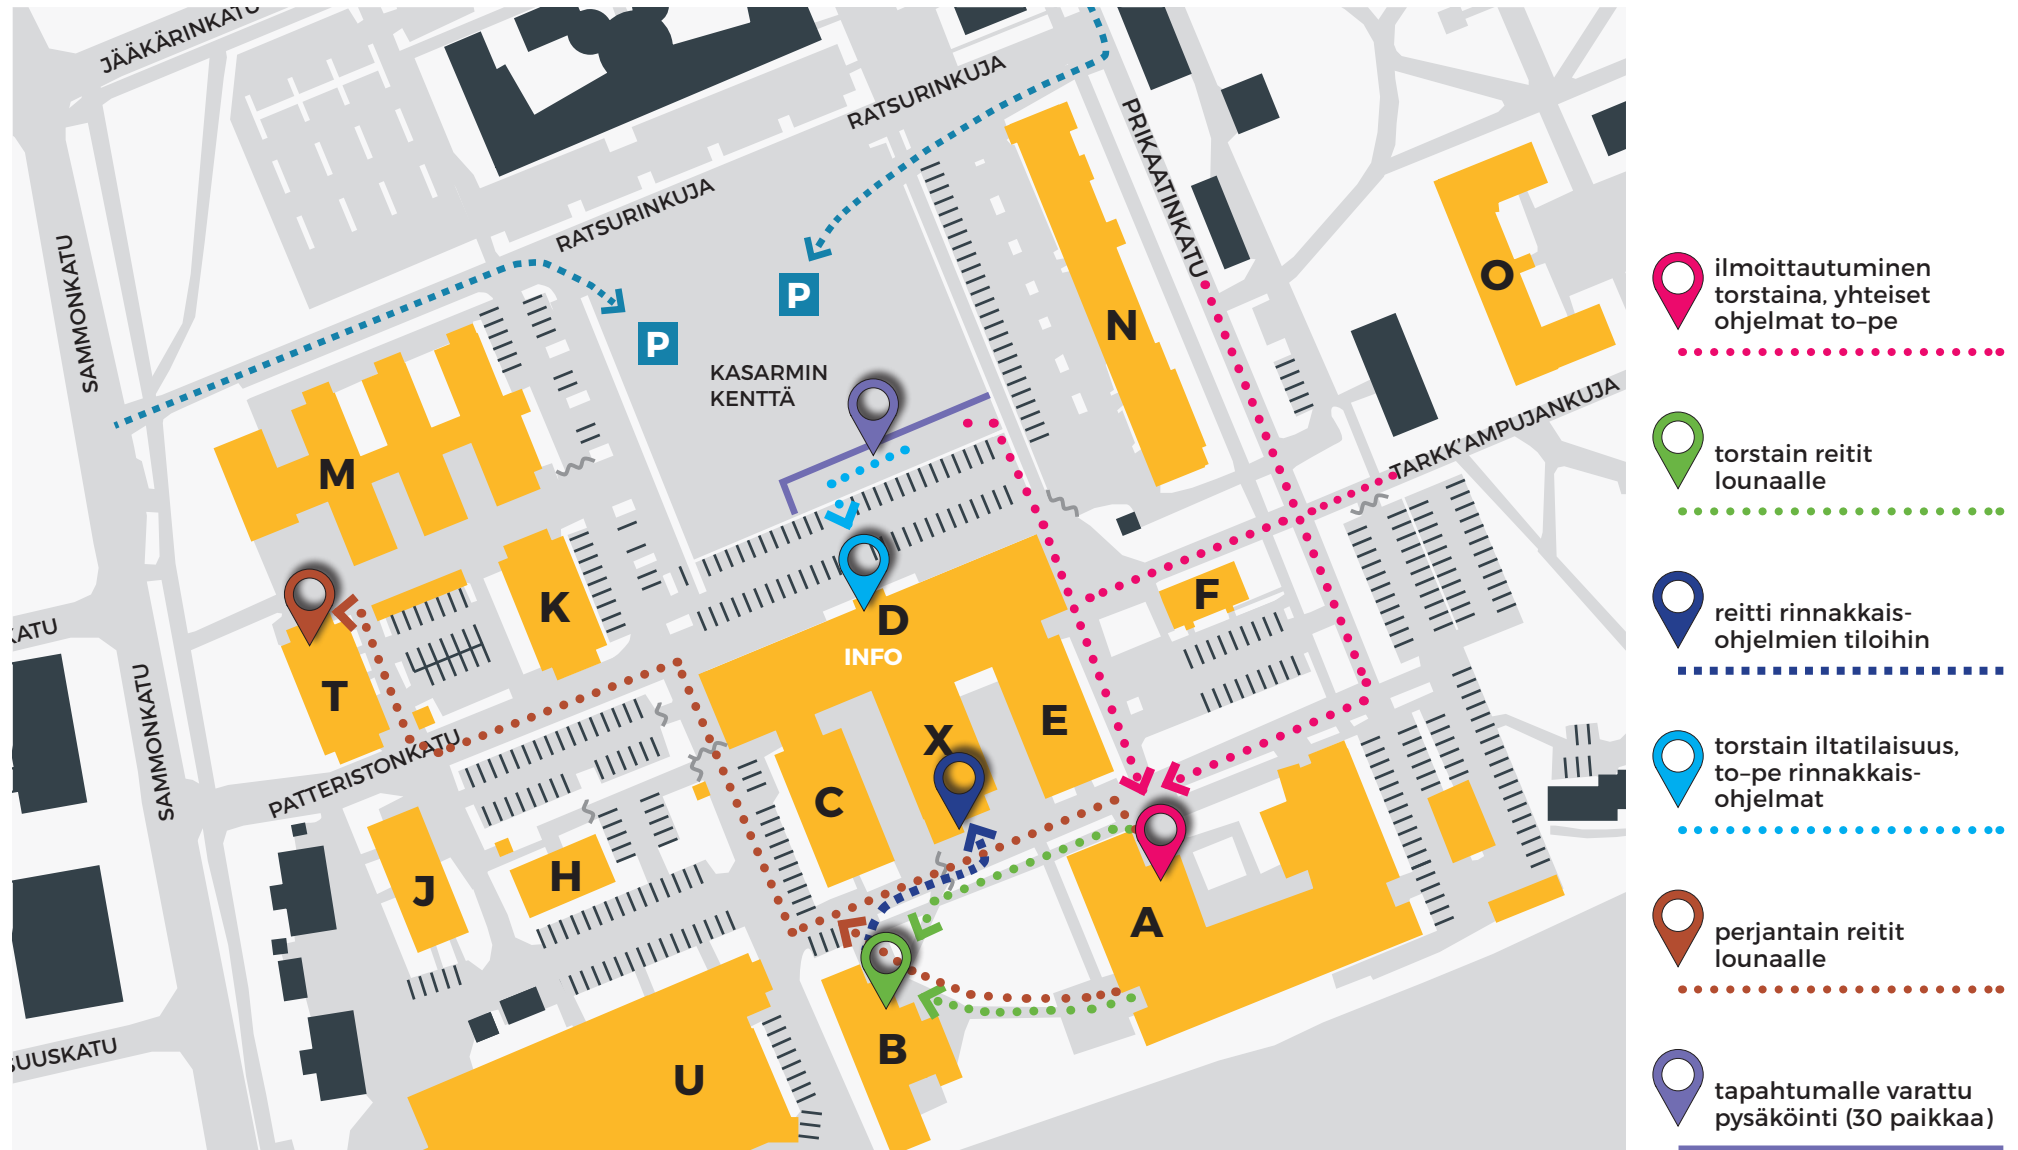 JÄÄKÄRINKATU
RATSURINKUJA
PRIKAATINKATU
RATSURINKUJA
SAMMONKATU
O
P
N
P
KASARMIN
KENTTÄ
TARKK'AMPUJANKUJA
M
F
K
D
INFO
KATU
T
SAMMONKATU
E
X
PATTERISTONKATU
C
H
J
A
B
UUSKATU
U
ilmoittautuminen
torstaina, yhteiset
ohjelmat to–pe
torstain reitit
lounaalle
reitti rinnakkais-
ohjelmien tiloihin
torstain iltatilaisuus,
to–pe rinnakkais-
ohjelmat
perjantain reitit
lounaalle
tapahtumalle varattu
pysäköinti (30 paikkaa)